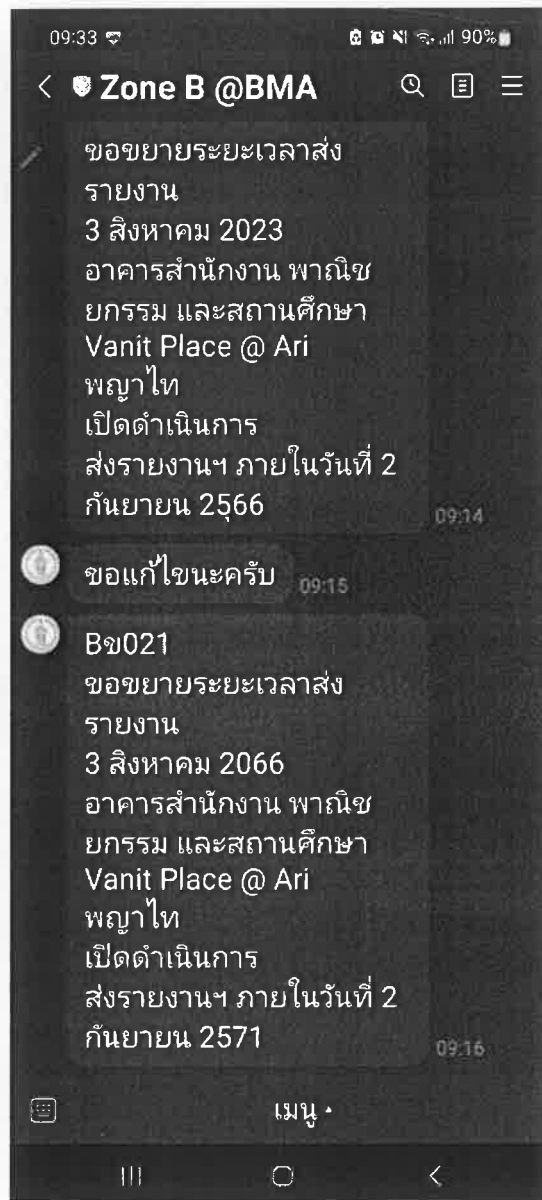 09:33
90%
Zone B @BMA
ขอขยายระยะเวลาส่ง
รายงาน
3 สิงหาคม 2023
อาคารสำนักงาน พาณิช
ยกรรม และสถานศึกษา
Vanit Place @ Ari
พญาไท
เปิดดำเนินการ
ส่งรายงานฯ ภายในวันที่ 2
กันยายน 2566
09:14
ขอแก้ไขนะครับ
09:15
Bข021
ขอขยายระยะเวลาส่ง
รายงาน
3 สิงหาคม 2066
อาคารสำนักงาน พาณิช
ยกรรม และสถานศึกษา
Vanit Place @ Ari
พญาไท
เปิดดำเนินการ
ส่งรายงานฯ ภายในวันที่ 2
กันยายน 2571
09:16
เมนู